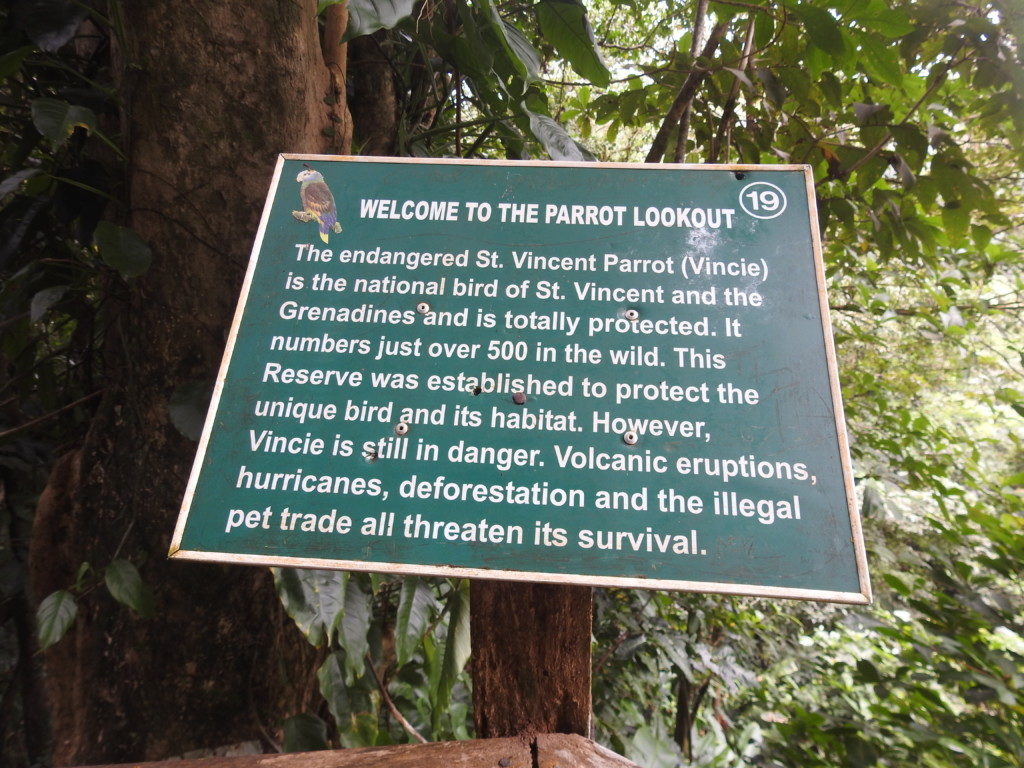 WELCOME TO THE PARROT LOOKOUT 19
The endangered St. Vincent Parrot (Vincie)
is the national bird of St. Vincent and the
Grenadines and is totally protected. It
numbers just over 500 in the wild. This
Reserve was established to protect the
unique bird and its habitat. However,
Vincie is still in danger. Volcanic eruptions,
hurricanes, deforestation and the illegal
pet trade all threaten its survival.